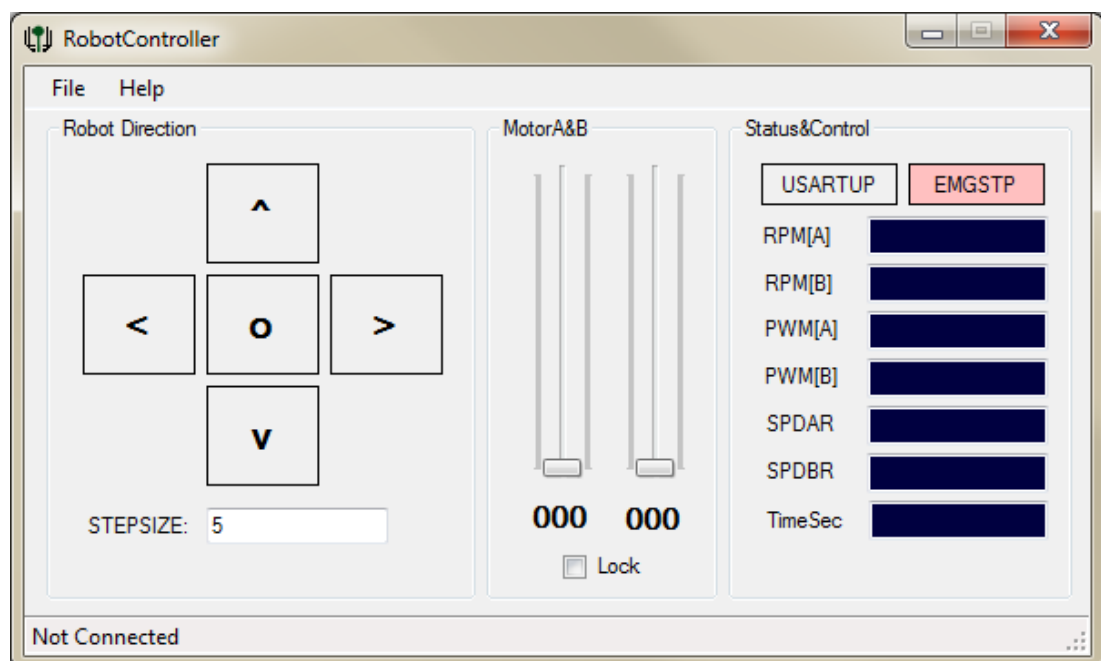 RobotController
File Help
Robot Direction
^
< o >
v
STEPSIZE: 5
MotorA&B
000 000
Lock
Status&Control
USARTUP EMGSTP
RPM[A]
RPM[B]
PWM[A]
PWM[B]
SPDAR
SPDBR
TimeSec
Not Connected